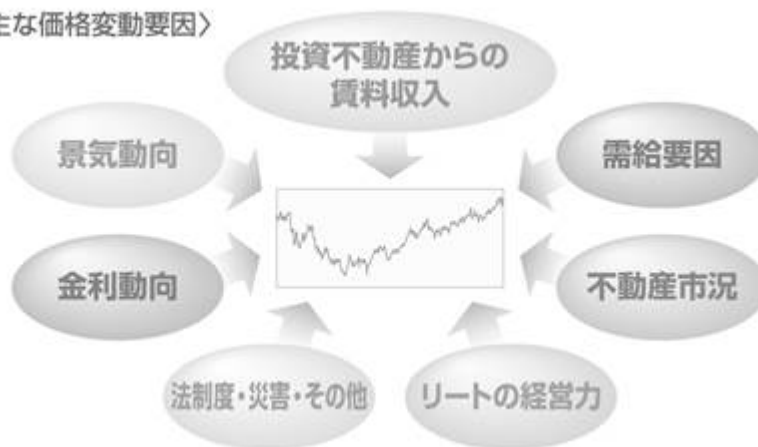 主な価格変動要因〉
投資不動産からの
賃料収入
景気動向
需給要因
金利動向
不動産市況
法制度・災害・その他
リートの経営力